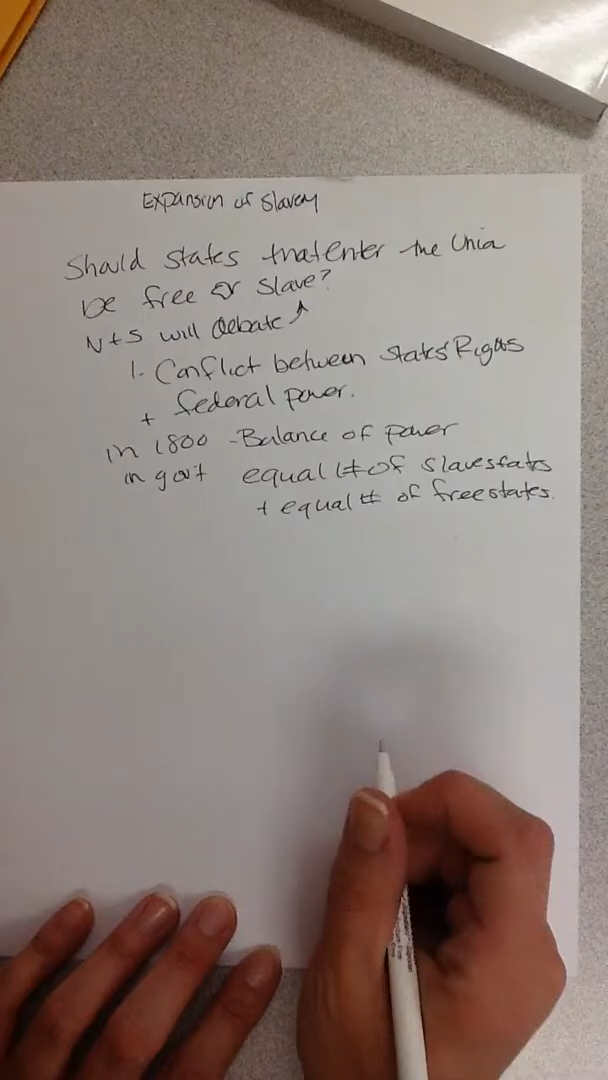 Expansion of Slavery
Should states that enter the Union
be free or slave?
N + S will debate ↑
1. Conflict between States' Rights
+ federal power.
in 1800 - Balance of power
in gov't equal # of slave states
+ equal # of free states.